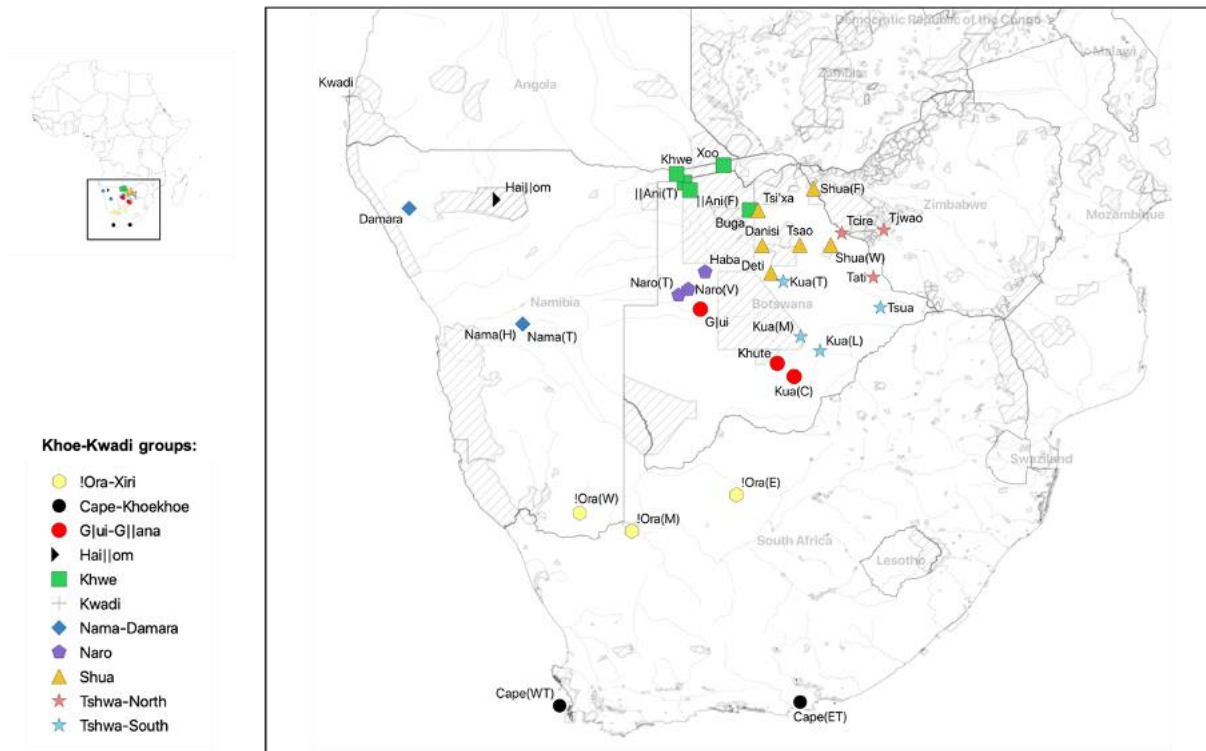 Democratic Republic of the Congo
Malawi
Angola
Zambia
Kwadi
Khwe
Xoo
Hai||om
||Ani(T)
||Ani(F)
Tsi'xa
Shua(F)
Zimbabwe
Mozambique
Damara
Buga
Tcire
Tjwao
Danisi
Tsao
Haba
Deti
Shua(W)
Naro(T)
Naro(V)
Kua(T)
Tati
Namibia
Botswana
Tsua
G|ui
Nama(H)
Nama(T)
Kua(M)
Kua(L)
Khute
Kua(C)
Swaziland
!Ora(E)
!Ora(W)
!Ora(M)
South Africa
Lesotho
Cape(WT)
Cape(ET)
Khoe-Kwadi groups:
!Ora-Xiri
Cape-Khoekhoe
G|ui-G||ana
Hai||om
Khwe
Kwadi
Nama-Damara
Naro
Shua
Tshwa-North
Tshwa-South